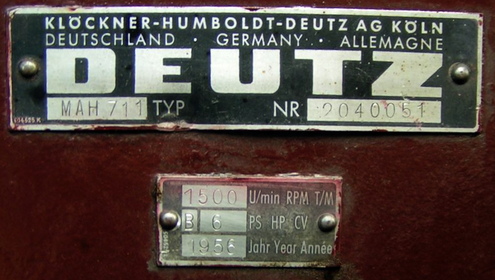 KLÖCKNER-HUMBOLDT-DEUTZ AG KÖLN
DEUTSCHLAND · GERMANY · ALLEMAGNE
DEUTZ
MAH 711 TYP NR 2040051
1500 U/min RPM T/M
B 6 PS HP CV
1956 Jahr Year Année